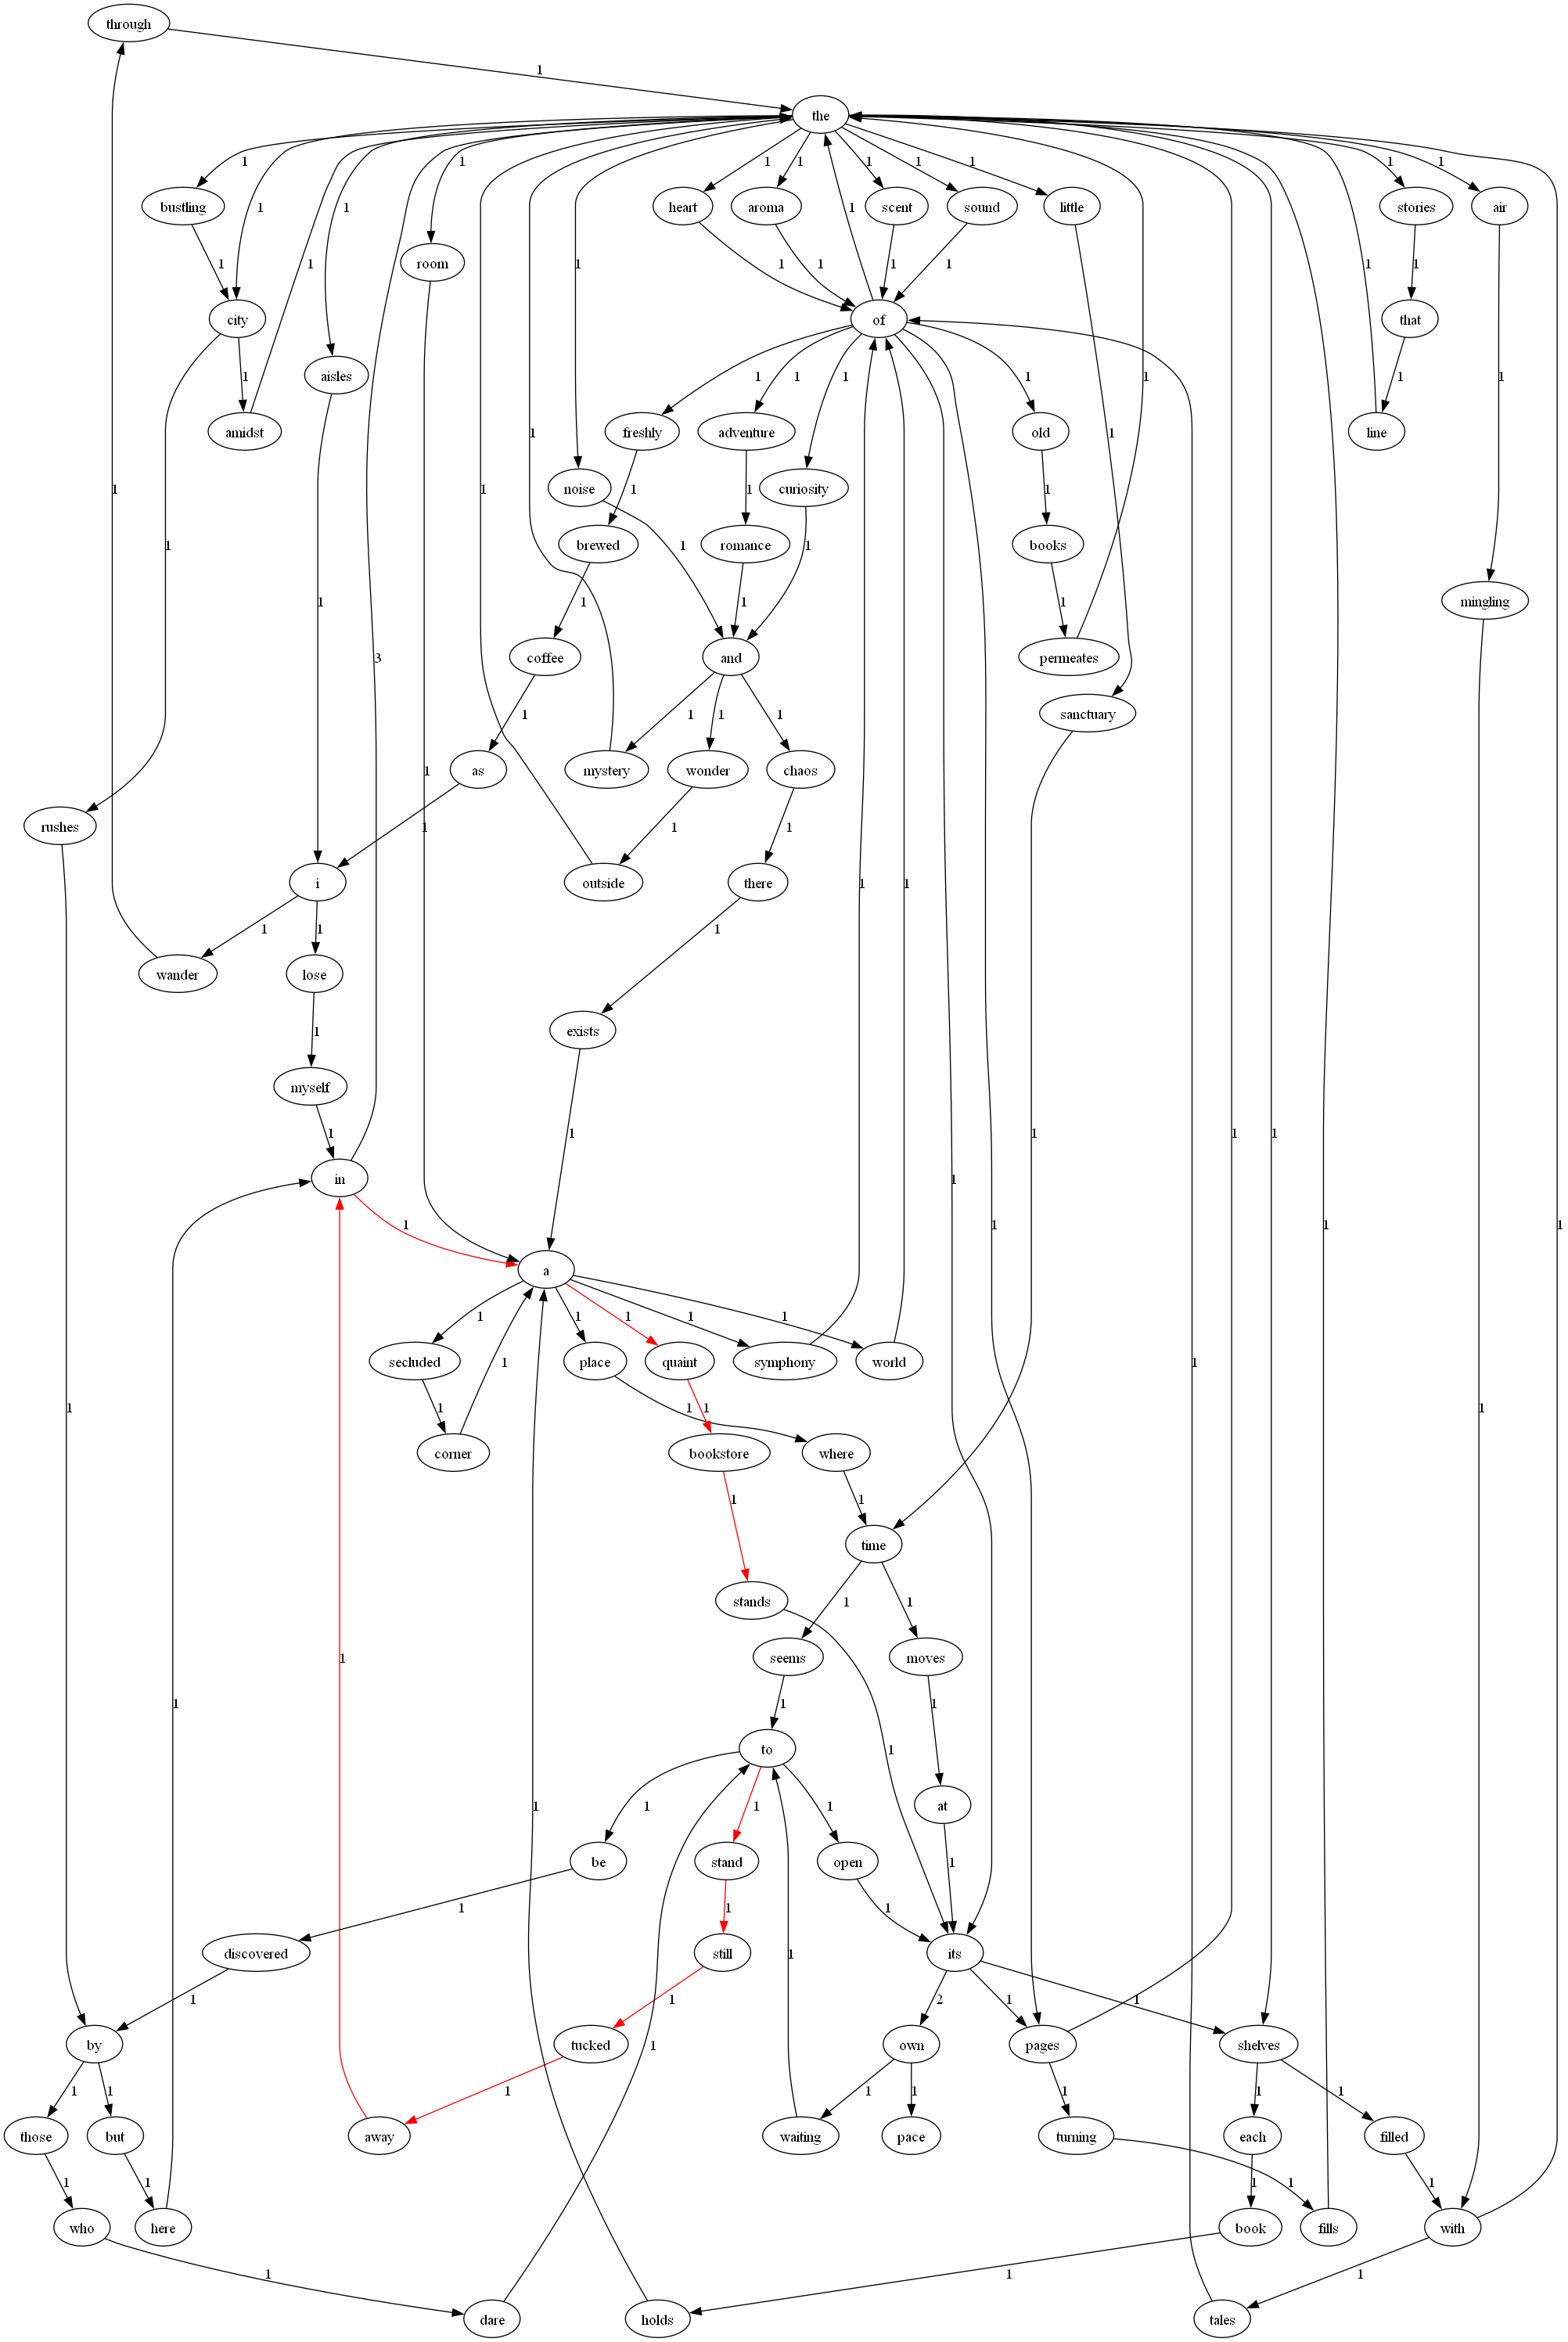 through
1
the
1 1 1 1 1 1 1 1 1 1
bustling heart aroma scent sound little stories air
1 1 1 1 1 1 1 1 1 1
room
city of that
1 1 1 1 1 1 1
aisles
amidst freshly adventure old line
1 1 1 1
noise curiosity
1 1 1 1
brewed romance books
1 1 1 1 1
mingling
coffee and permeates
3
1 1 1 1
sanctuary
as mystery wonder chaos
1 1 1
rushes
i outside there
1 1 1 1 1
wander lose
1
exists
myself
1 1 1
in
1 1 1 1
a
1 1 1 1 1
secluded place quaint symphony world
1 1 1 1
corner where
1 1
time
stands
1 1
seems moves
1 1 1 1
to
1 1 1 1
at
be stand open
1 1 1 1
discovered still its
1 1 2 1 1
by tucked own pages shelves
1 1 1 1 1 1 1 1
those but away waiting pace turning each filled
1 1 1 1 1
who here book fills with
1 1 1
dare holds tales